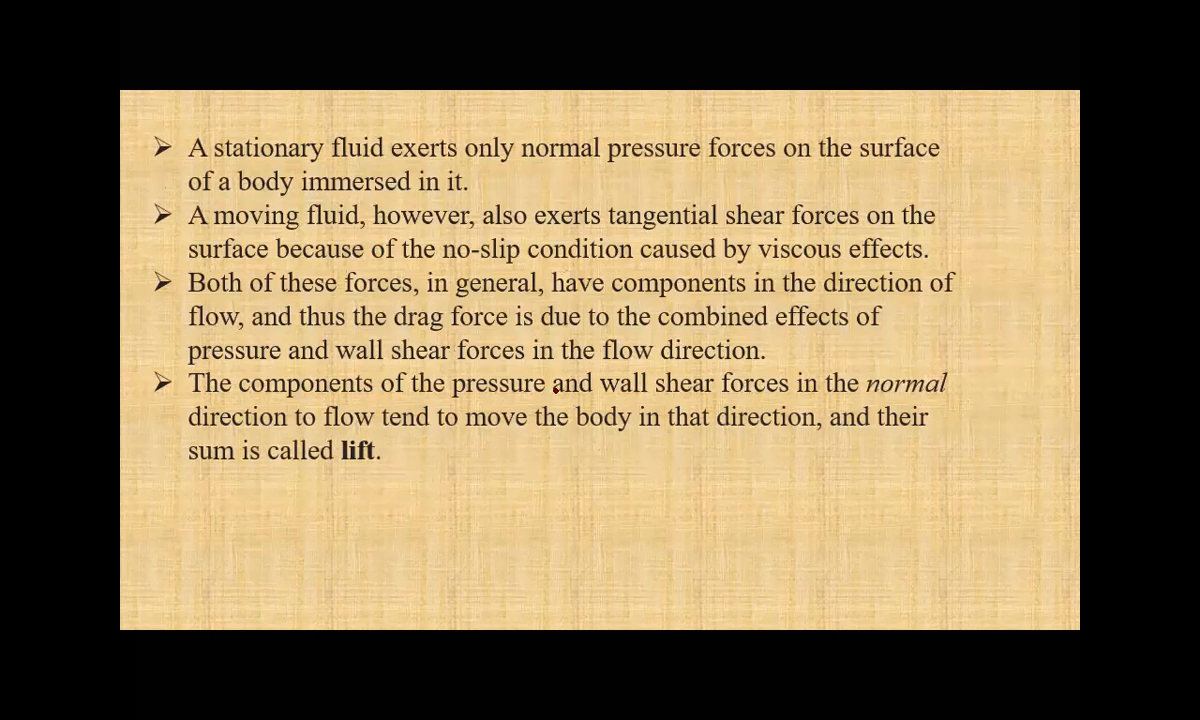 ➢ A stationary fluid exerts only normal pressure forces on the surface
of a body immersed in it.
➢ A moving fluid, however, also exerts tangential shear forces on the
surface because of the no-slip condition caused by viscous effects.
➢ Both of these forces, in general, have components in the direction of
flow, and thus the drag force is due to the combined effects of
pressure and wall shear forces in the flow direction.
➢ The components of the pressure and wall shear forces in the normal
direction to flow tend to move the body in that direction, and their
sum is called lift.